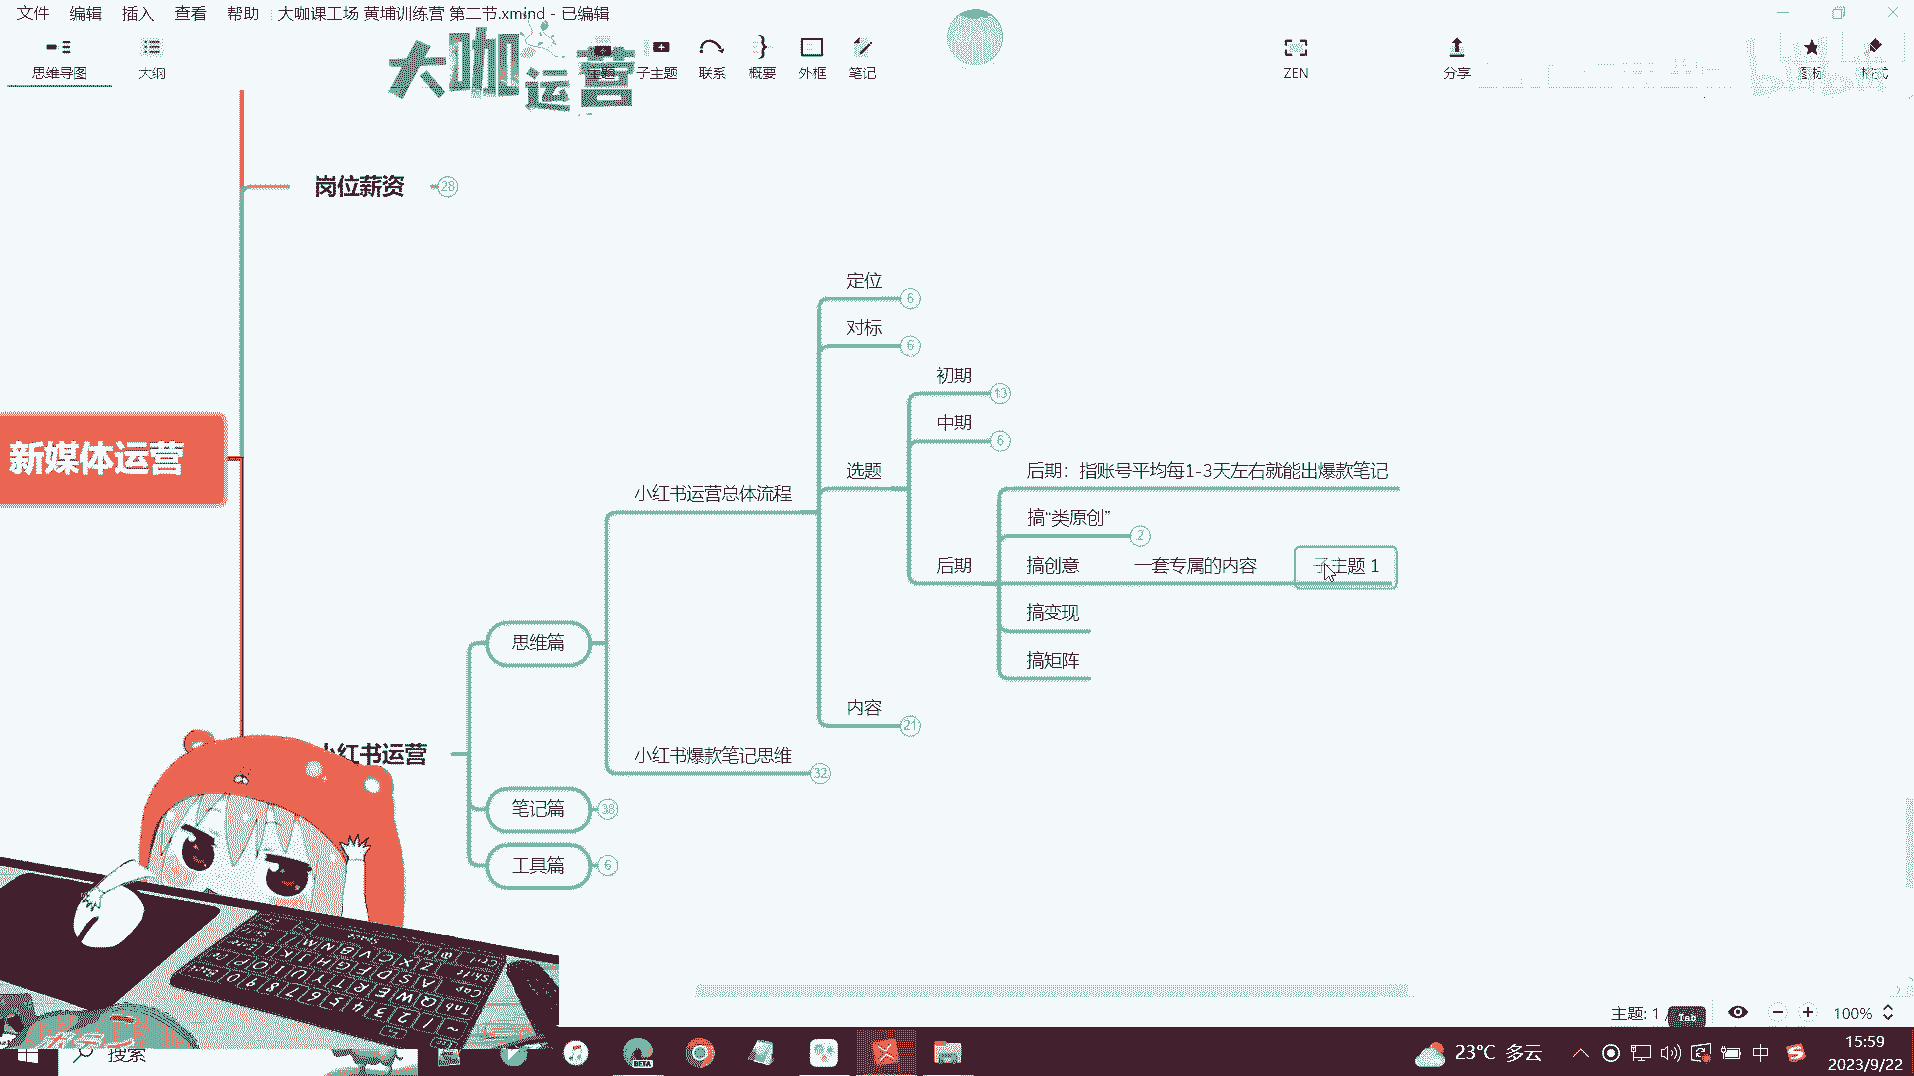 文件 编辑 插入 查看 帮助 大咖课工场 黄埔训练营 第二节.xmind - 已编辑
思维导图 大纲 子主题 联系 概要 外框 笔记 ZEN 分享 图标 格式
大咖运营
岗位薪资 28
定位 6
对标 6
初期 13
中期 6
选题
后期：指账号平均每1-3天左右就能出爆款笔记
新媒体运营
小红书运营总体流程
搞“类原创” 2
后期
搞创意 一套专属的内容 子主题 1
搞变现
思维篇
搞矩阵
内容 21
小红书运营
小红书爆款笔记思维 32
笔记篇 38
工具篇 6
主题: 1 / Tab 100%
搜索 BETA 23°C 多云 中 15:59
2023/9/22